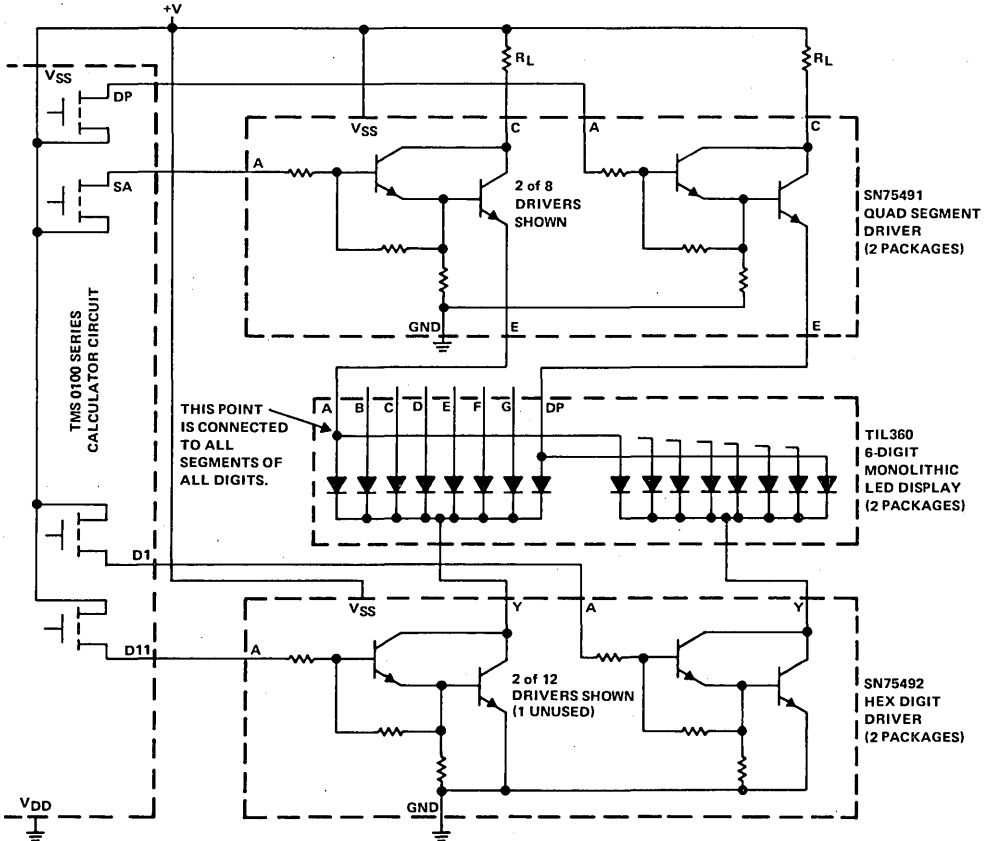 +V
VSS
DP
SA
TMS 0100 SERIES
CALCULATOR CIRCUIT
D1
D11
VDD
RL
RL
VSS
C
A
C
A
2 of 8
DRIVERS
SHOWN
GND
E
E
SN75491
QUAD SEGMENT
DRIVER
(2 PACKAGES)
THIS POINT
IS CONNECTED
TO ALL
SEGMENTS OF
ALL DIGITS.
A
B
C
D
E
F
G
DP
TIL360
6-DIGIT
MONOLITHIC
LED DISPLAY
(2 PACKAGES)
VSS
Y
A
Y
A
2 of 12
DRIVERS SHOWN
(1 UNUSED)
GND
SN75492
HEX DIGIT
DRIVER
(2 PACKAGES)